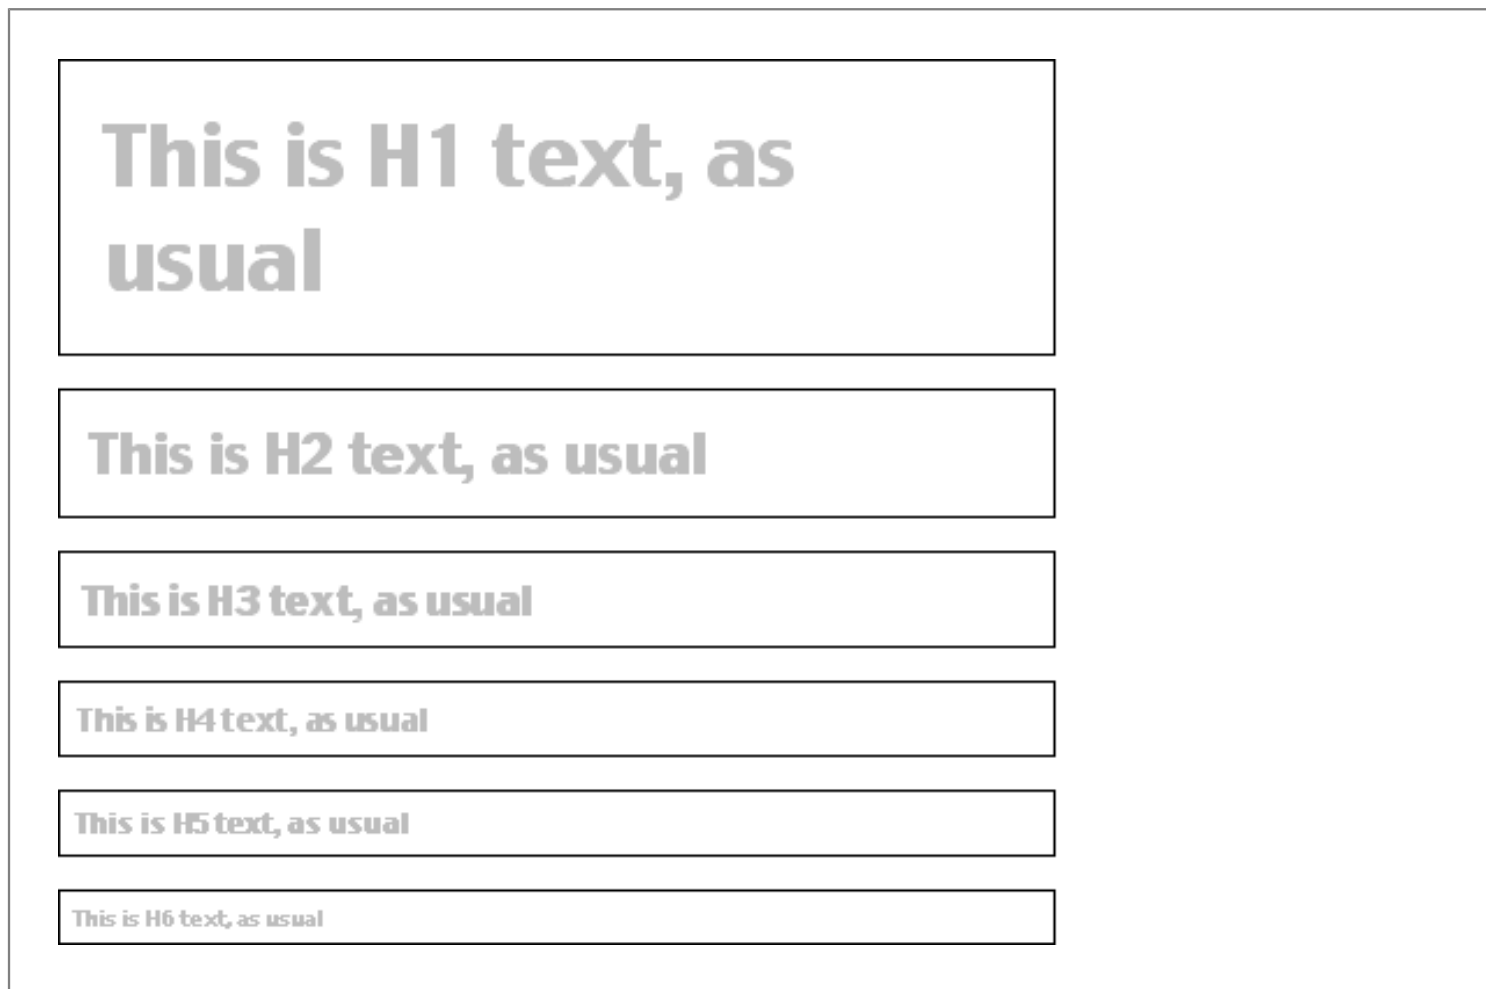 This is H1 text, as
usual
This is H2 text, as usual
This is H3 text, as usual
This is H4 text, as usual
This is H5 text, as usual
This is H6 text, as usual